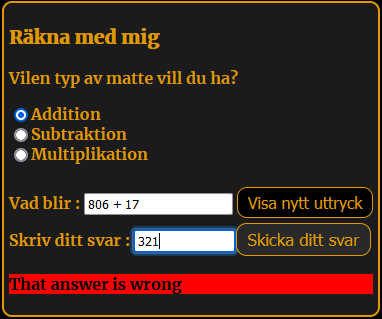 Räkna med mig
Vilen typ av matte vill du ha?
Addition
Subtraktion
Multiplikation
Vad blir : 806 + 17 Visa nytt uttryck
Skriv ditt svar : 321 Skicka ditt svar
That answer is wrong